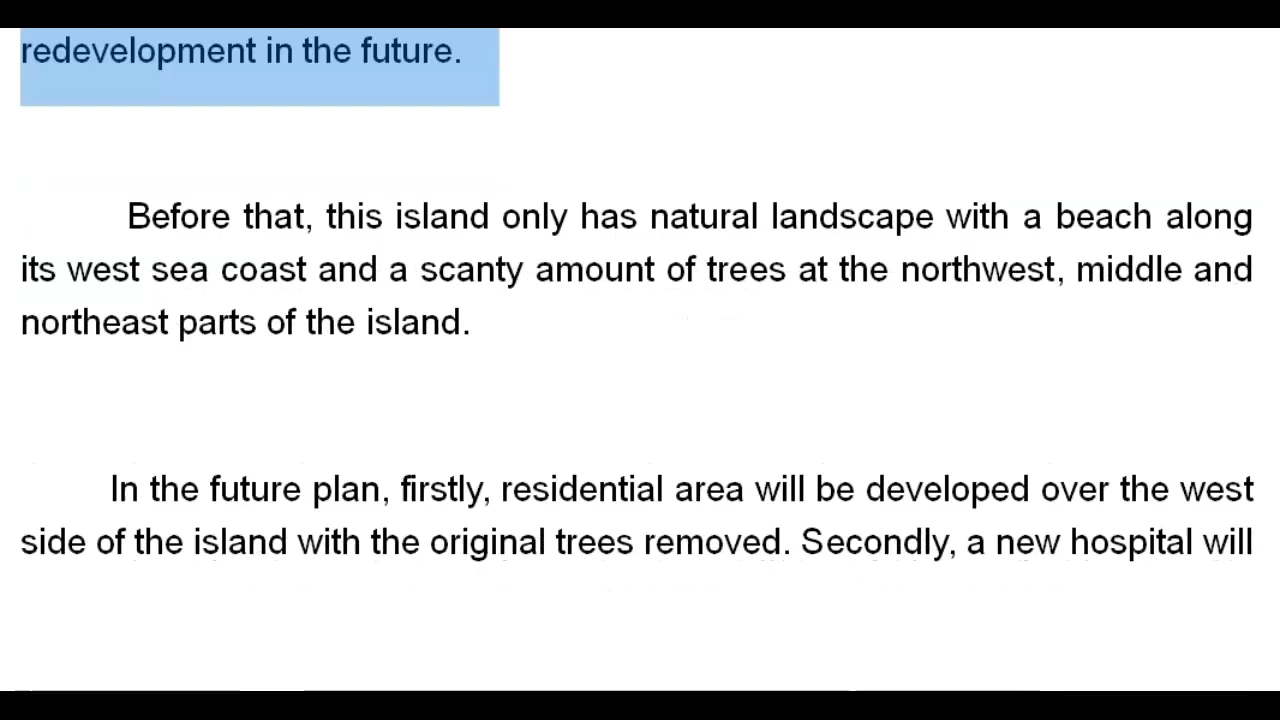 redevelopment in the future.
Before that, this island only has natural landscape with a beach along
its west sea coast and a scanty amount of trees at the northwest, middle and
northeast parts of the island.
In the future plan, firstly, residential area will be developed over the west
side of the island with the original trees removed. Secondly, a new hospital will